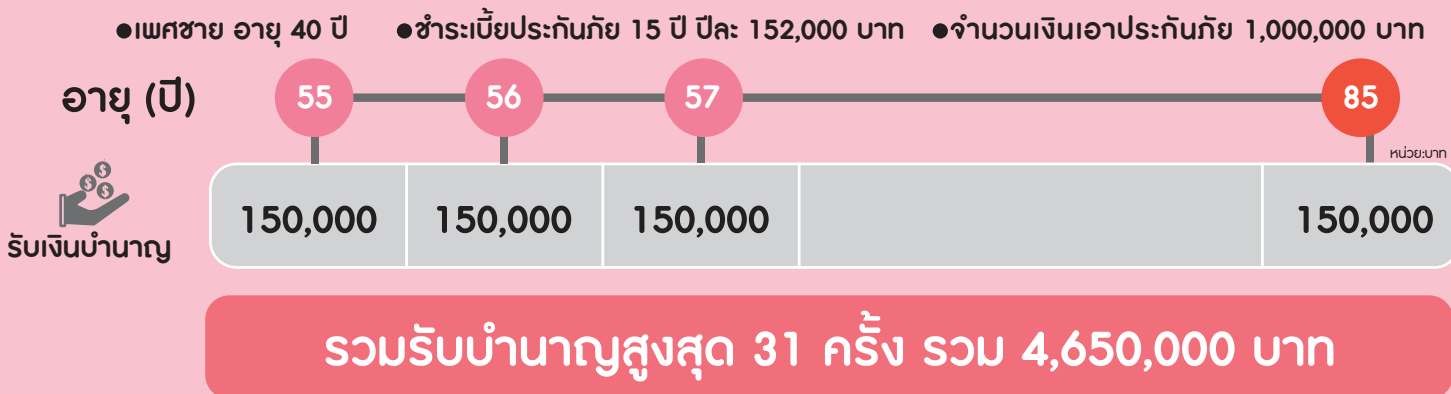 ●เพศชาย อายุ 40 ปี ●ชำระเบี้ยประกันภัย 15 ปี ปีละ 152,000 บาท ●จำนวนเงินเอาประกันภัย 1,000,000 บาท
อายุ (ปี) 55 56 57 85
หน่วย:บาท
150,000 150,000 150,000 150,000
รับเงินบำนาญ
รวมรับบำนาญสูงสุด 31 ครั้ง รวม 4,650,000 บาท